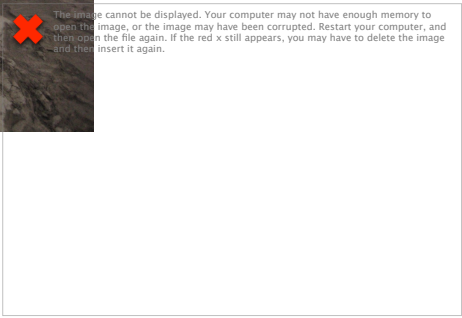 The image cannot be displayed. Your computer may not have enough memory to
open the image, or the image may have been corrupted. Restart your computer, and
then open the file again. If the red x still appears, you may have to delete the image
and then insert it again.